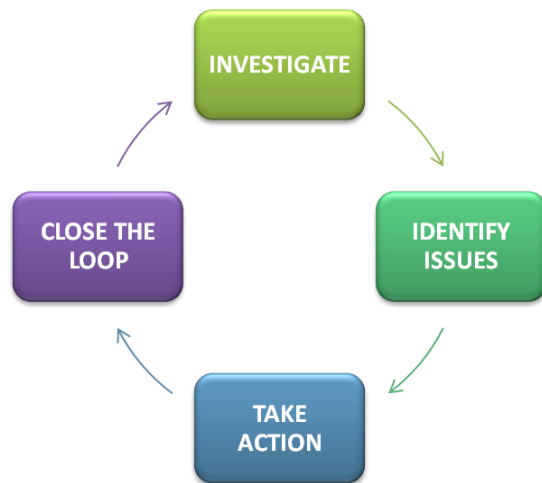 INVESTIGATE
IDENTIFY
ISSUES
TAKE
ACTION
CLOSE THE
LOOP